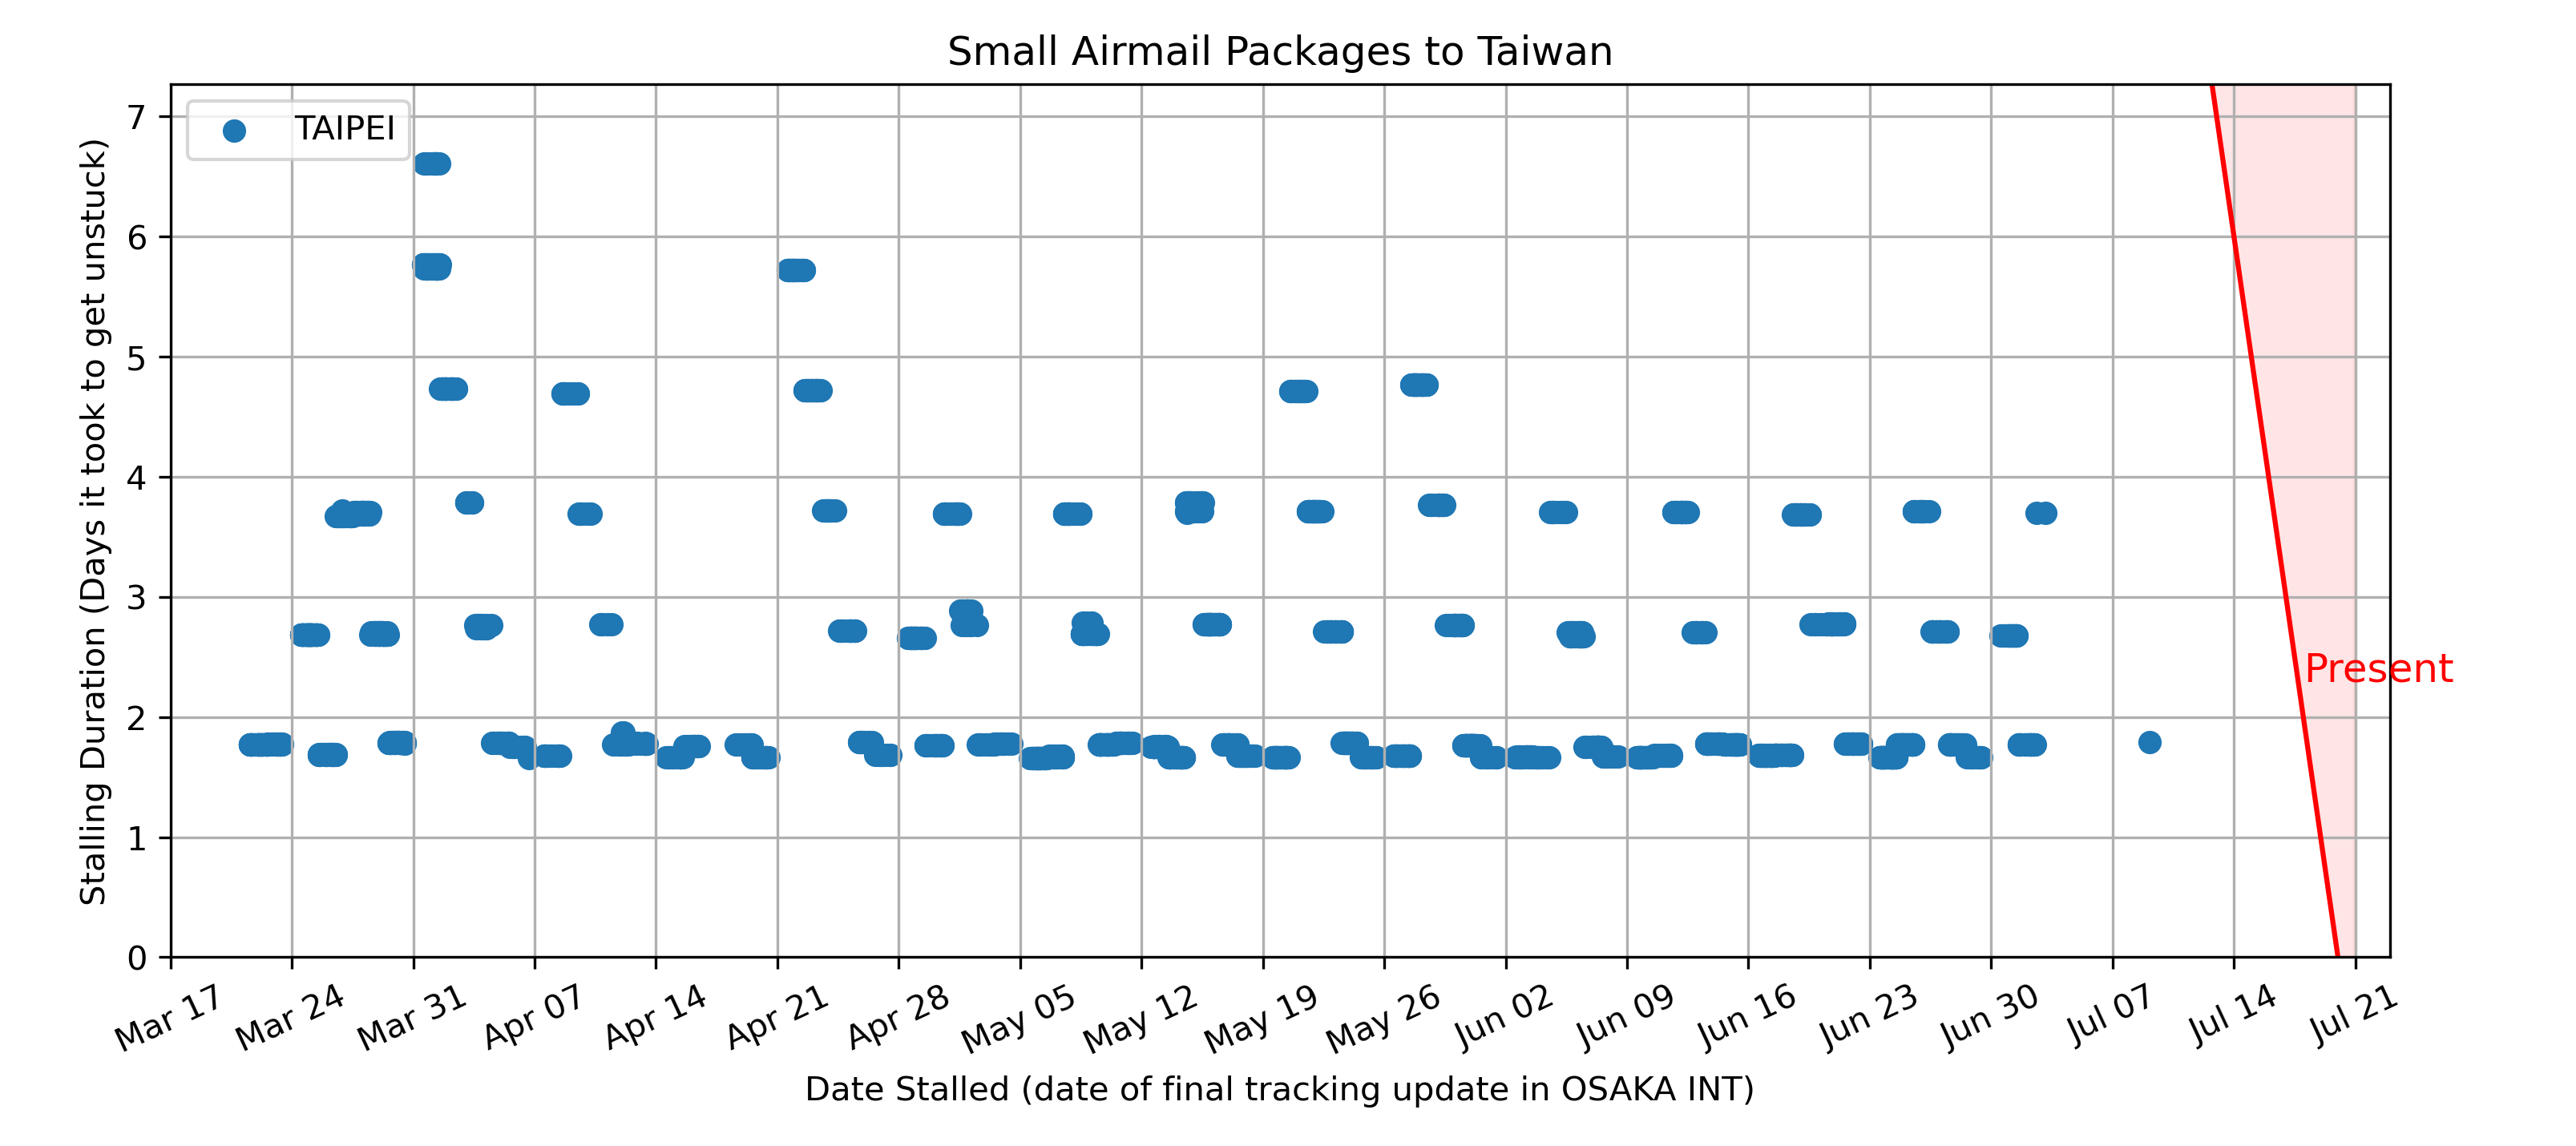 Small Airmail Packages to Taiwan
TAIPEI
7
6
5
4
3
2
1
0
Stalling Duration (Days it took to get unstuck)
Present
Mar 17
Mar 24
Mar 31
Apr 07
Apr 14
Apr 21
Apr 28
May 05
May 12
May 19
May 26
Jun 02
Jun 09
Jun 16
Jun 23
Jun 30
Jul 07
Jul 14
Jul 21
Date Stalled (date of final tracking update in OSAKA INT)